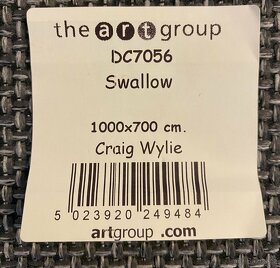 the art group
DC7056
Swallow
1000x700 cm.
Craig Wylie
5 023920 249484
artgroup .com